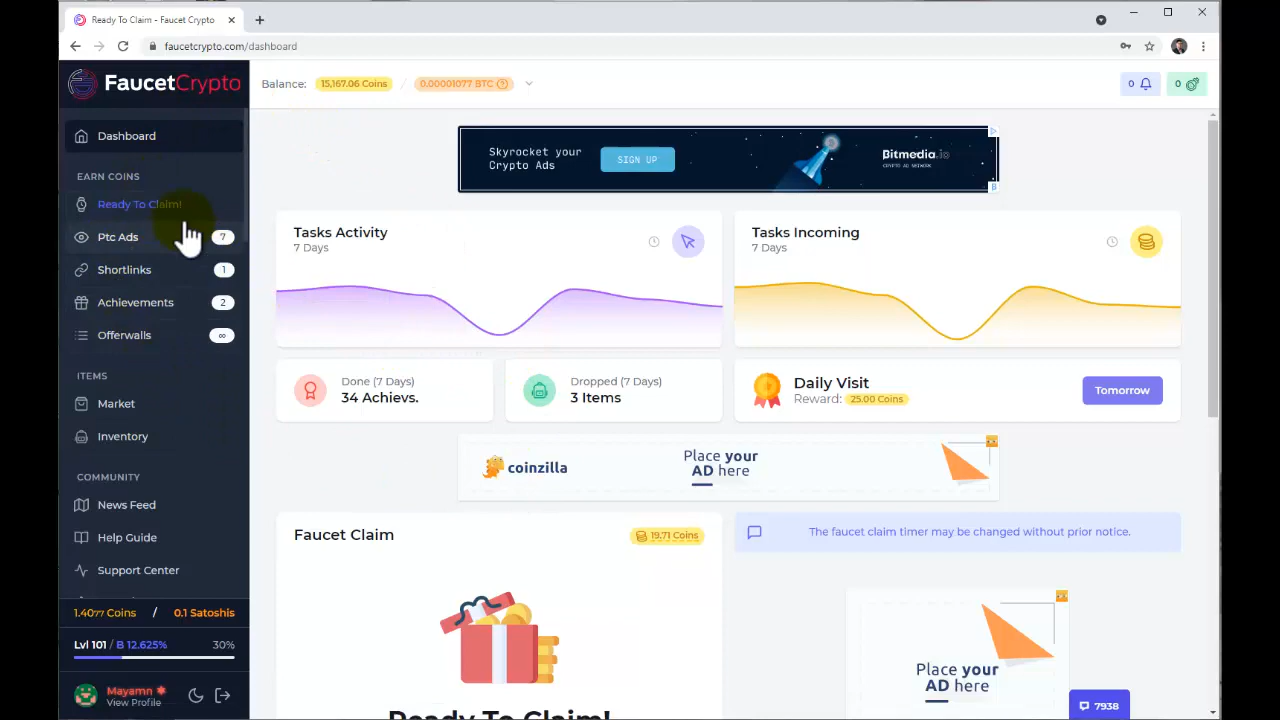 Ready To Claim - Faucet Crypto
faucetcrypto.com/dashboard
FaucetCrypto
Balance: 15,167.06 Coins / 0.00001077 BTC
0
0
Dashboard
EARN COINS
Ready To Claim!
Ptc Ads 7
Shortlinks 1
Achievements 2
Offerwalls ∞
ITEMS
Market
Inventory
COMMUNITY
News Feed
Help Guide
Support Center
1.4077 Coins / 0.1 Satoshis
Lvl 101 / B 12.625% 30%
Mayamn
View Profile
Skyrocket your
Crypto Ads
SIGN UP
Bitmedia.io
CRYPTO AD NETWORK
Tasks Activity
7 Days
Tasks Incoming
7 Days
Done (7 Days)
34 Achievs.
Dropped (7 Days)
3 Items
Daily Visit
Reward: 25.00 Coins
Tomorrow
coinzilla
Place your
AD here
Faucet Claim
19.71 Coins
The faucet claim timer may be changed without prior notice.
Ready To Claim!
Place your
AD here
7938